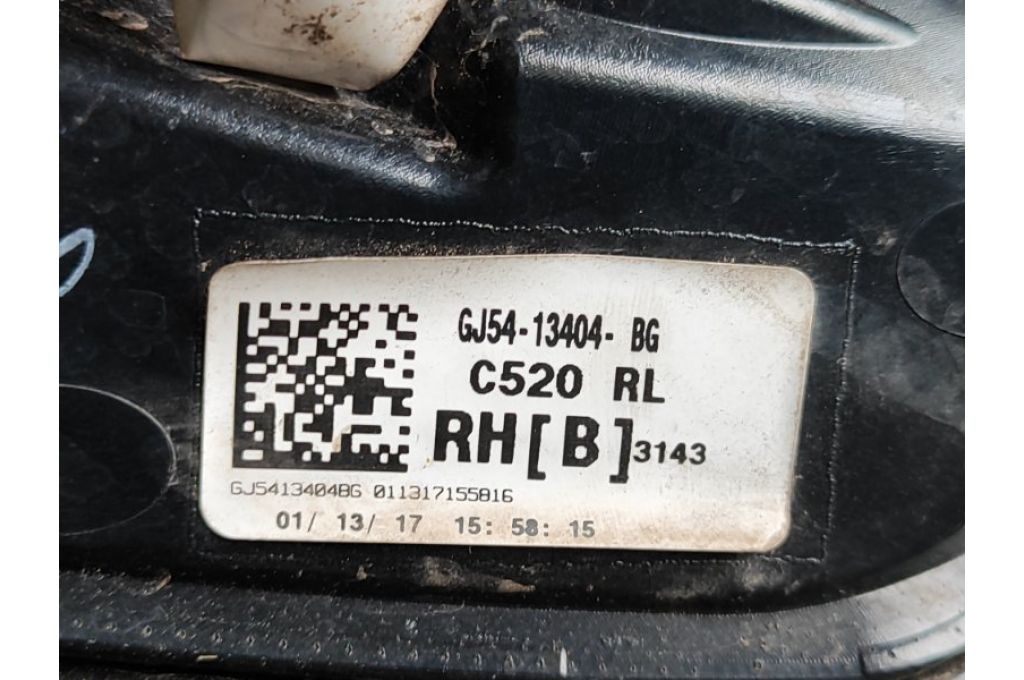 GJ54-13404- BG
C520 RL
RH[B]3143
GJ5413404BG 011317155816
01/ 13/ 17 15: 58: 15